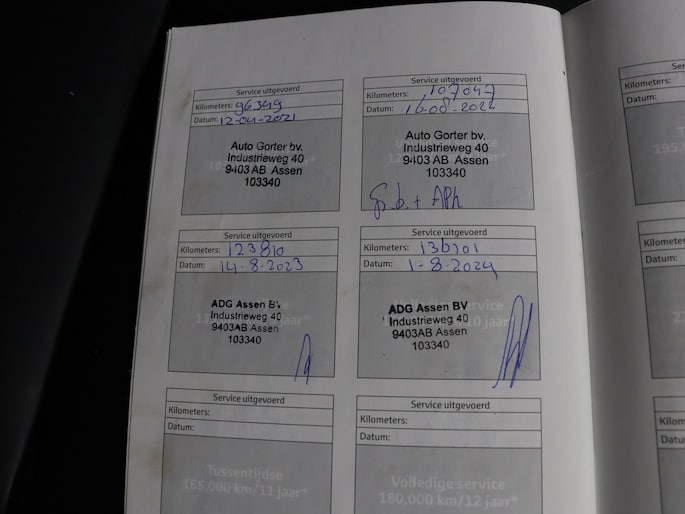 Service uitgevoerd
Kilometers: 96349
Datum: 12-04-2021
Auto Gorter bv.
Industrieweg 40
9403 AB Assen
103340
Service uitgevoerd
Kilometers: 107047
Datum: 16-08-2022
Auto Gorter bv.
Industrieweg 40
9403 AB Assen
103340
Service uitgevoerd
Kilometers: 123810
Datum: 14-8-2023
ADG Assen BV
Industrieweg 40
9403AB Assen
103340
Service uitgevoerd
Kilometers:
Datum: 1-8-2024
ADG Assen BV
Industrieweg 40
9403AB Assen
103340
Service uitgevoerd
Kilometers:
Datum:
Tussentijdse
165,000 km/11 jaar*
Service uitgevoerd
Kilometers:
Datum:
Volledige service
180,000 km/12 jaar*
Kilometers:
Datum:
Kilometer
Datum: